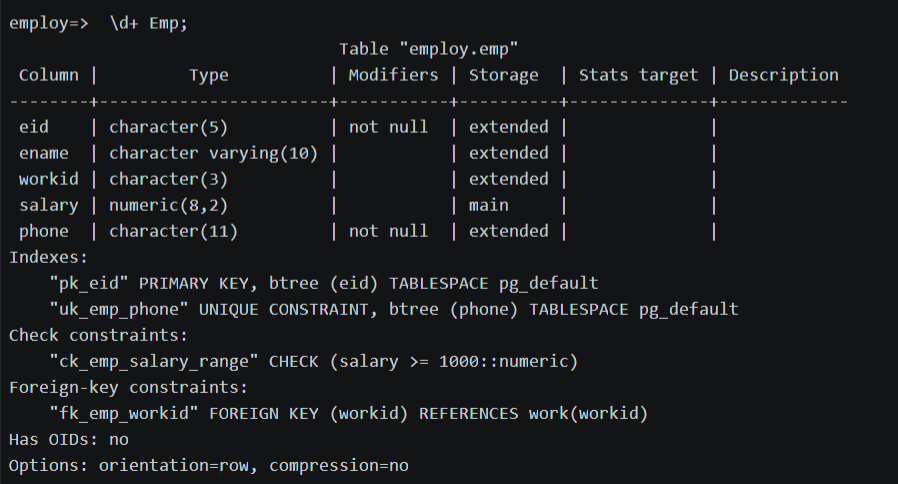 employ=>  \d+ Emp;
                                 Table "employ.emp"
 Column |         Type          | Modifiers | Storage  | Stats target | Description
--------+-----------------------+-----------+----------+--------------+-------------
 eid    | character(5)          | not null  | extended |              |
 ename  | character varying(10) |           | extended |              |
 workid | character(3)          |           | extended |              |
 salary | numeric(8,2)          |           | main     |              |
 phone  | character(11)         | not null  | extended |              |
Indexes:
    "pk_eid" PRIMARY KEY, btree (eid) TABLESPACE pg_default
    "uk_emp_phone" UNIQUE CONSTRAINT, btree (phone) TABLESPACE pg_default
Check constraints:
    "ck_emp_salary_range" CHECK (salary >= 1000::numeric)
Foreign-key constraints:
    "fk_emp_workid" FOREIGN KEY (workid) REFERENCES work(workid)
Has OIDs: no
Options: orientation=row, compression=no